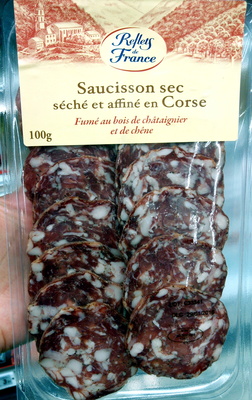 Reflets
de
France
Saucisson sec
séché et affiné en Corse
Fumé au bois de châtaignier
100g
et de chêne